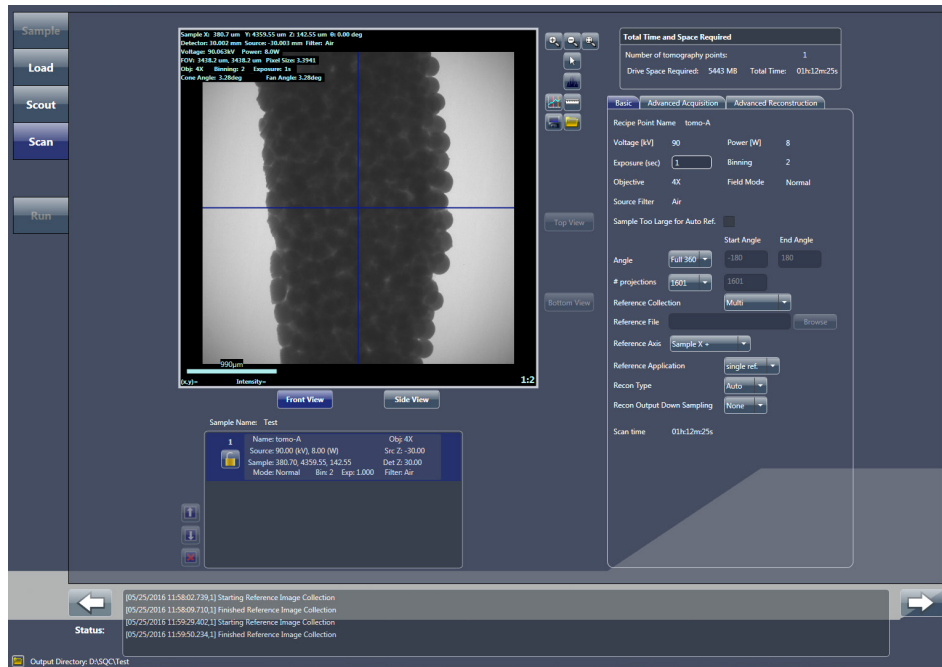 Sample
Load
Scout
Scan
Run
Sample X: 380.7 um Y: 4359.55 um Z: 142.55 um θ: 0.00 deg
Detector: 30.002 mm Source: -30.003 mm Filter: Air
Voltage: 90.063kV Power: 8.0W
FOV: 3438.2 um, 3438.2 um Pixel Size: 3.3941
Obj: 4X Binning: 2 Exposure: 1s
Cone Angle: 3.28deg Fan Angle: 3.28deg
990µm
(x,y)= Intensity= 1:2
Front View Side View
Top View
Bottom View
Sample Name: Test
1 Name: tomo-A Obj: 4X
Source: 90.00 (kV), 8.00 (W) Src Z: -30.00
Sample: 380.70, 4359.55, 142.55 Det Z: 30.00
Mode: Normal Bin: 2 Exp: 1.000 Filter: Air
Total Time and Space Required
Number of tomography points: 1
Drive Space Required: 5443 MB Total Time: 01h:12m:25s
Basic Advanced Acquisition Advanced Reconstruction
Recipe Point Name tomo-A
Voltage [kV] 90 Power [W] 8
Exposure (sec) 1 Binning 2
Objective 4X Field Mode Normal
Source Filter Air
Sample Too Large for Auto Ref.
Start Angle End Angle
Angle Full 360 -180 180
# projections 1601 1601
Reference Collection Multi
Reference File Browse
Reference Axis Sample X +
Reference Application single ref.
Recon Type Auto
Recon Output Down Sampling None
Scan time 01h:12m:25s
Status:
[05/25/2016 11:58:02.739,1] Starting Reference Image Collection
[05/25/2016 11:58:09.710,1] Finished Reference Image Collection
[05/25/2016 11:59:29.402,1] Starting Reference Image Collection
[05/25/2016 11:59:50.234,1] Finished Reference Image Collection
Output Directory: D:\SQC\Test